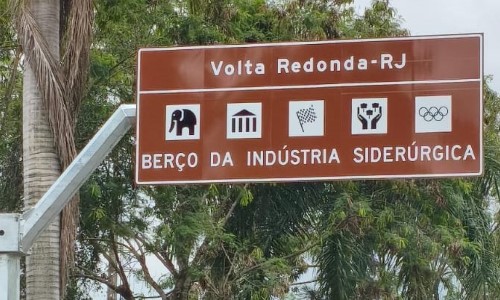 Volta Redonda-RJ
BERÇO DA INDÚSTRIA SIDERÚRGICA